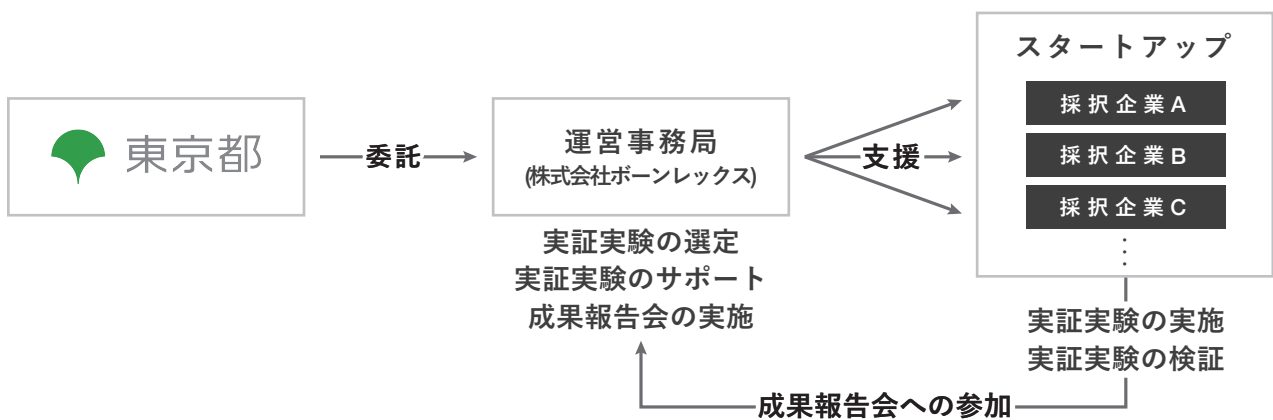 東京都
委託
運営事務局
(株式会社ボーンレックス)
実証実験の選定
実証実験のサポート
成果報告会の実施
支援
スタートアップ
採択企業A
採択企業B
採択企業C
⋮
実証実験の実施
実証実験の検証
成果報告会への参加